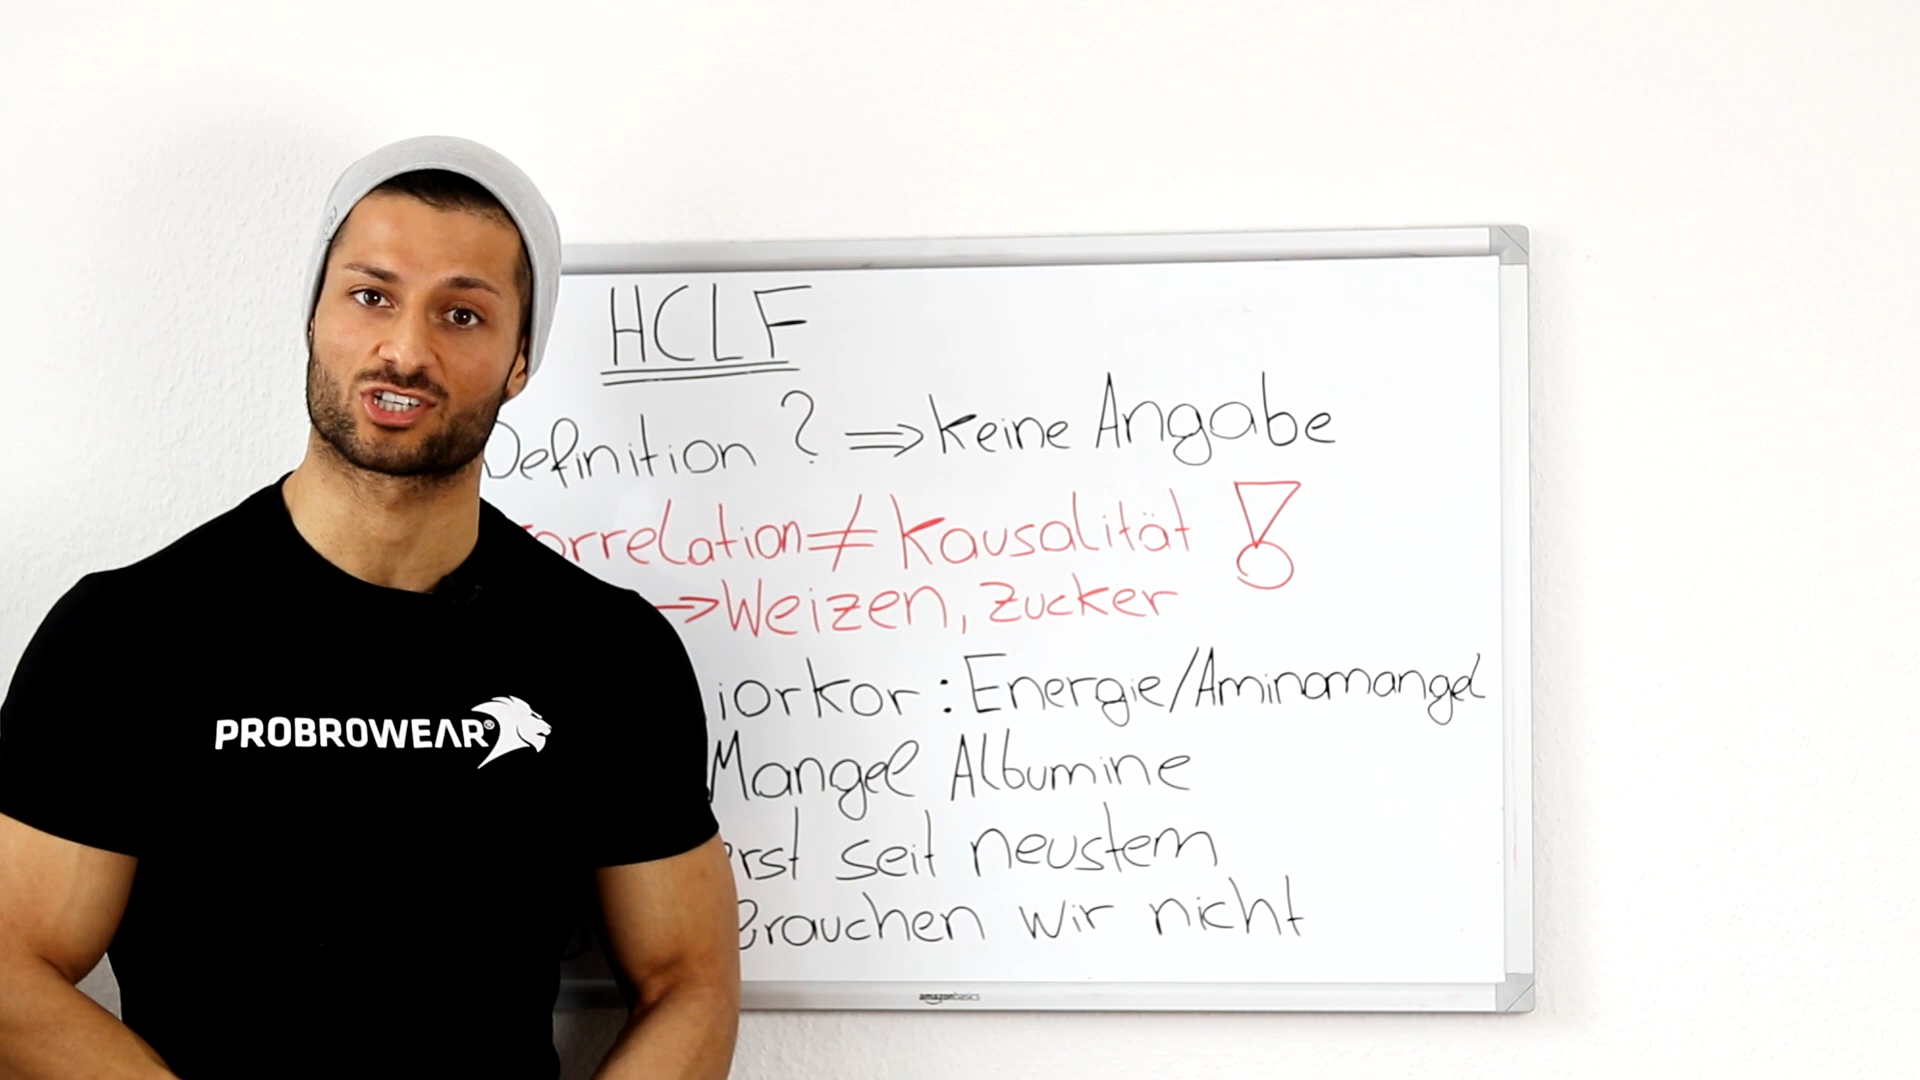 HCLF
Definition ? ⇒ keine Angabe
orrelation ≠ Kausalität !
→ Weizen, Zucker
iorkor : Energie/Aminomangel
Mangel Albumine
rst seit neustem
Brauchen wir nicht
PROBROWEAR®
amazonbasics